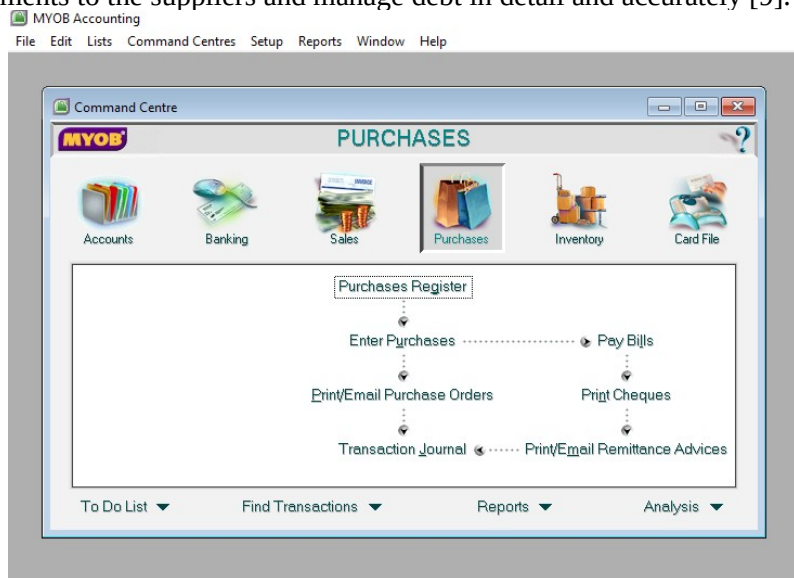 ments to the suppliers and manage debt in detail and accurately [9].
MYOB Accounting
File Edit Lists Command Centres Setup Reports Window Help
Command Centre
MYOB PURCHASES ?
Accounts Banking Sales Purchases Inventory Card File
Purchases Register
Enter Purchases Pay Bills
Print/Email Purchase Orders Print Cheques
Transaction Journal Print/Email Remittance Advices
To Do List Find Transactions Reports Analysis